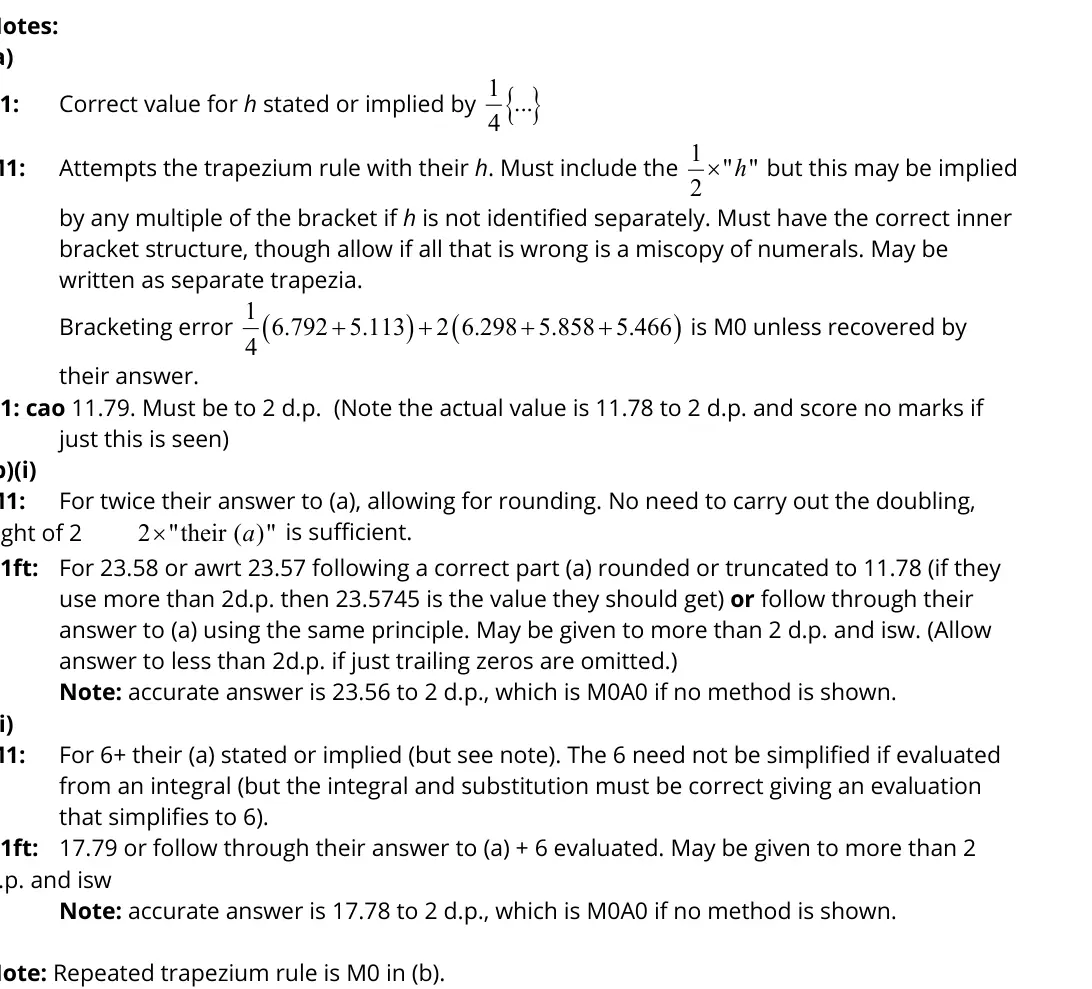 lotes:
a)
1: Correct value for h stated or implied by 1/4{...}
11: Attempts the trapezium rule with their h. Must include the 1/2×"h" but this may be implied
by any multiple of the bracket if h is not identified separately. Must have the correct inner
bracket structure, though allow if all that is wrong is a miscopy of numerals. May be
written as separate trapezia.
Bracketing error 1/4(6.792+5.113)+2(6.298+5.858+5.466) is M0 unless recovered by
their answer.
1: cao 11.79. Must be to 2 d.p. (Note the actual value is 11.78 to 2 d.p. and score no marks if
just this is seen)
o)(i)
11: For twice their answer to (a), allowing for rounding. No need to carry out the doubling,
ght of 2 2×"their (a)" is sufficient.
1ft: For 23.58 or awrt 23.57 following a correct part (a) rounded or truncated to 11.78 (if they
use more than 2d.p. then 23.5745 is the value they should get) or follow through their
answer to (a) using the same principle. May be given to more than 2 d.p. and isw. (Allow
answer to less than 2d.p. if just trailing zeros are omitted.)
Note: accurate answer is 23.56 to 2 d.p., which is M0A0 if no method is shown.
i)
11: For 6+ their (a) stated or implied (but see note). The 6 need not be simplified if evaluated
from an integral (but the integral and substitution must be correct giving an evaluation
that simplifies to 6).
1ft: 17.79 or follow through their answer to (a) + 6 evaluated. May be given to more than 2
.p. and isw
Note: accurate answer is 17.78 to 2 d.p., which is M0A0 if no method is shown.
lote: Repeated trapezium rule is M0 in (b).